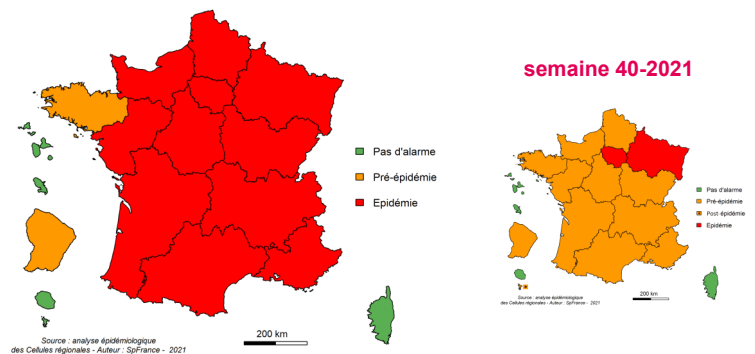 semaine 40-2021
Pas d'alarme
Pré-épidémie
Epidémie
200 km
Source : analyse épidémiologique
des Cellules régionales - Auteur : SpFrance - 2021
Pas d'alarme
Pré-épidémie
Post-épidémie
Epidémie
200 km
Source : analyse épidémiologique
des Cellules régionales - Auteur : SpFrance - 2021